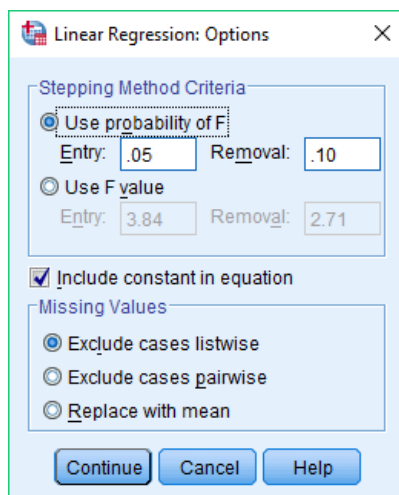 Linear Regression: Options
Stepping Method Criteria
Use probability of F
Entry: .05 Removal: .10
Use F value
Entry: 3.84 Removal: 2.71
Include constant in equation
Missing Values
Exclude cases listwise
Exclude cases pairwise
Replace with mean
Continue Cancel Help